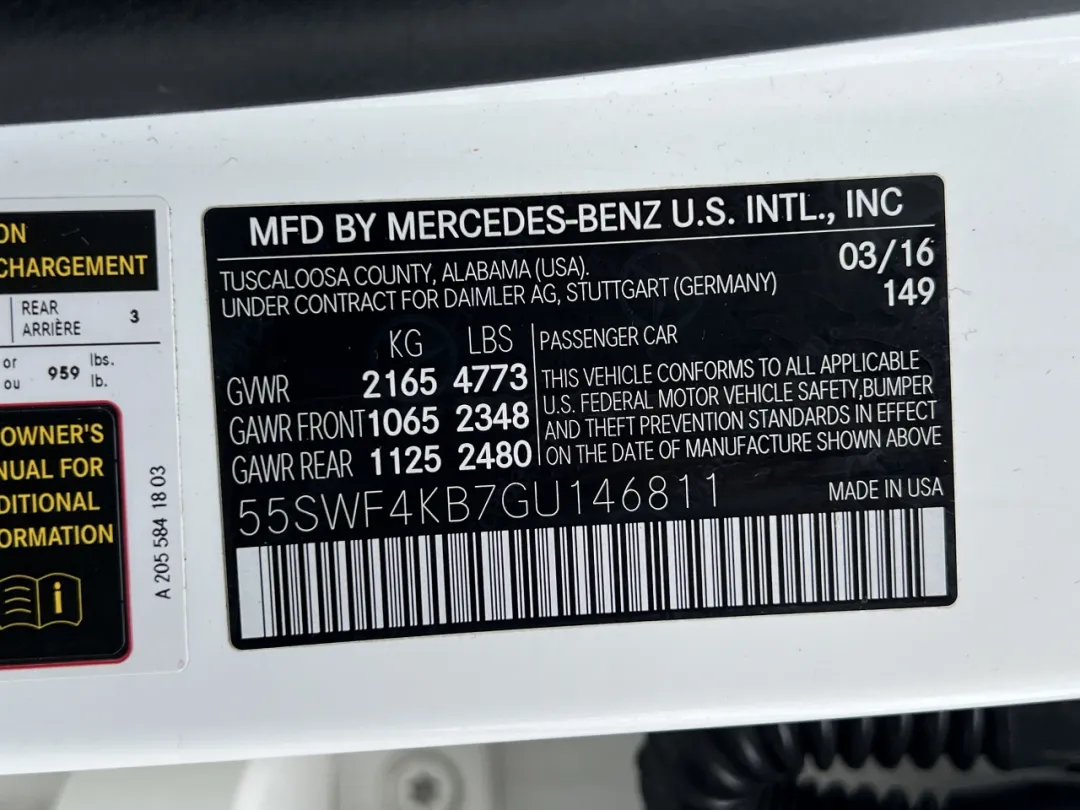 ON
CHARGEMENT
REAR
ARRIÈRE 3
or
ou 959 lbs.
lb.
OWNER'S
NUAL FOR
DITIONAL
ORMATION
i
A 205 584 18 03
MFD BY MERCEDES-BENZ U.S. INTL., INC
TUSCALOOSA COUNTY, ALABAMA (USA). 03/16
UNDER CONTRACT FOR DAIMLER AG, STUTTGART (GERMANY) 149
KG LBS
GVWR 2165 4773
GAWR FRONT 1065 2348
GAWR REAR 1125 2480
PASSENGER CAR
THIS VEHICLE CONFORMS TO ALL APPLICABLE
U.S. FEDERAL MOTOR VEHICLE SAFETY,BUMPER
AND THEFT PREVENTION STANDARDS IN EFFECT
ON THE DATE OF MANUFACTURE SHOWN ABOVE
55SWF4KB7GU146811 MADE IN USA